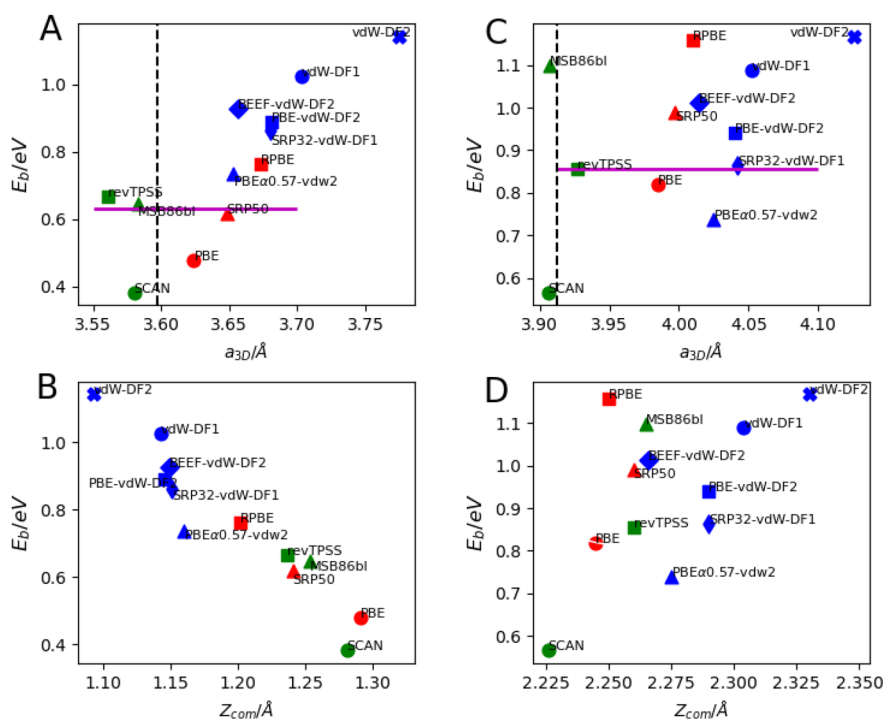 A
vdW-DF2
vdW-DF1
BEEF-vdW-DF2
PBE-vdW-DF2
SRP32-vdW-DF1
RPBE
PBEα0.57-vdw2
revTPSS
MSB86bl
SRP50
PBE
SCAN
1.0
0.8
0.6
0.4
E_b/eV
3.55 3.60 3.65 3.70 3.75
a_3D/Å
C
vdW-DF2
RPBE
MSB86bl
vdW-DF1
BEEF-vdW-DF2
SRP50
PBE-vdW-DF2
revTPSS
SRP32-vdW-DF1
PBE
PBEα0.57-vdw2
SCAN
1.1
1.0
0.9
0.8
0.7
0.6
E_b/eV
3.90 3.95 4.00 4.05 4.10
a_3D/Å
B
vdW-DF2
vdW-DF1
BEEF-vdW-DF2
PBE-vdW-DF2
SRP32-vdW-DF1
RPBE
PBEα0.57-vdw2
revTPSS
MSB86bl
SRP50
PBE
SCAN
1.0
0.8
0.6
0.4
E_b/eV
1.10 1.15 1.20 1.25 1.30
Z_com/Å
D
vdW-DF2
RPBE
MSB86bl
vdW-DF1
BEEF-vdW-DF2
SRP50
PBE-vdW-DF2
revTPSS
SRP32-vdW-DF1
PBE
PBEα0.57-vdw2
SCAN
1.1
1.0
0.9
0.8
0.7
0.6
E_b/eV
2.225 2.250 2.275 2.300 2.325 2.350
Z_com/Å